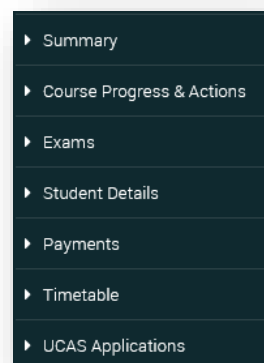 Summary
Course Progress & Actions
Exams
Student Details
Payments
Timetable
UCAS Applications